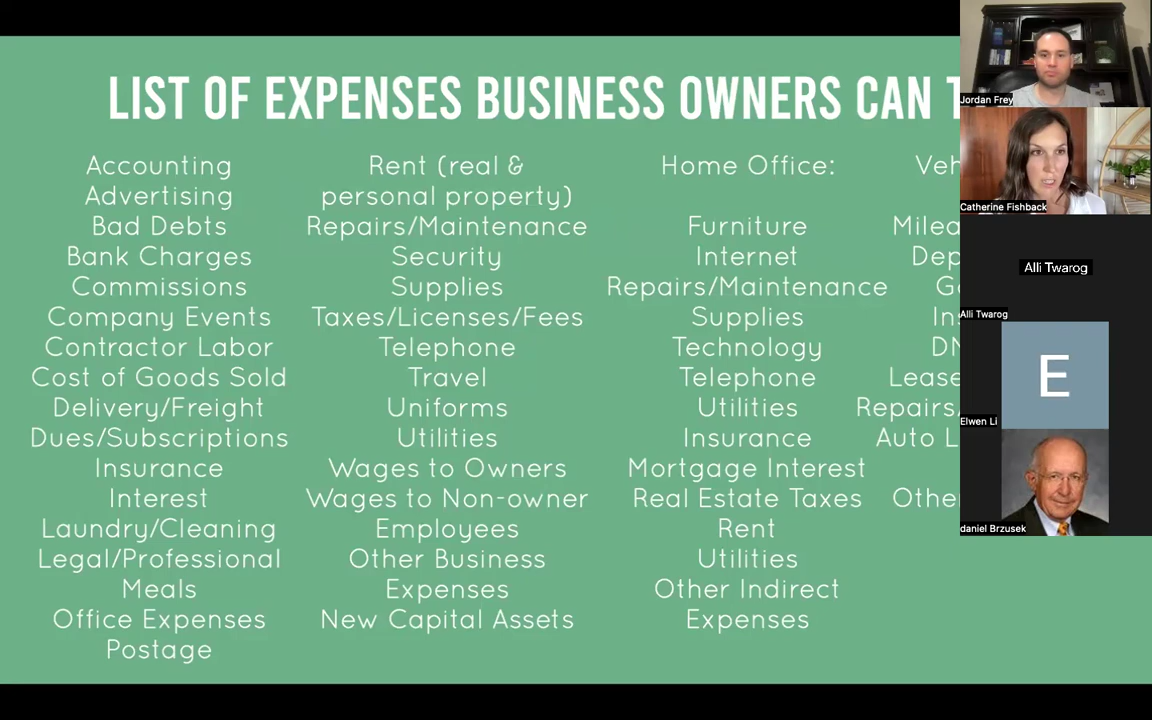 LIST OF EXPENSES BUSINESS OWNERS CAN
Accounting
Advertising
Bad Debts
Bank Charges
Commissions
Company Events
Contractor Labor
Cost of Goods Sold
Delivery/Freight
Dues/Subscriptions
Insurance
Interest
Laundry/Cleaning
Legal/Professional
Meals
Office Expenses
Postage
Rent (real &
personal property)
Repairs/Maintenance
Security
Supplies
Taxes/Licenses/Fees
Telephone
Travel
Uniforms
Utilities
Wages to Owners
Wages to Non-owner
Employees
Other Business
Expenses
New Capital Assets
Home Office:
Furniture
Internet
Repairs/Maintenance
Supplies
Technology
Telephone
Utilities
Insurance
Mortgage Interest
Real Estate Taxes
Rent
Utilities
Other Indirect
Expenses
Lease
Repairs/
Auto
Other
Jordan Frey
Catherine Fishback
Alli Twarog
Alli Twarog
E
Elwen Li
daniel Brzusek